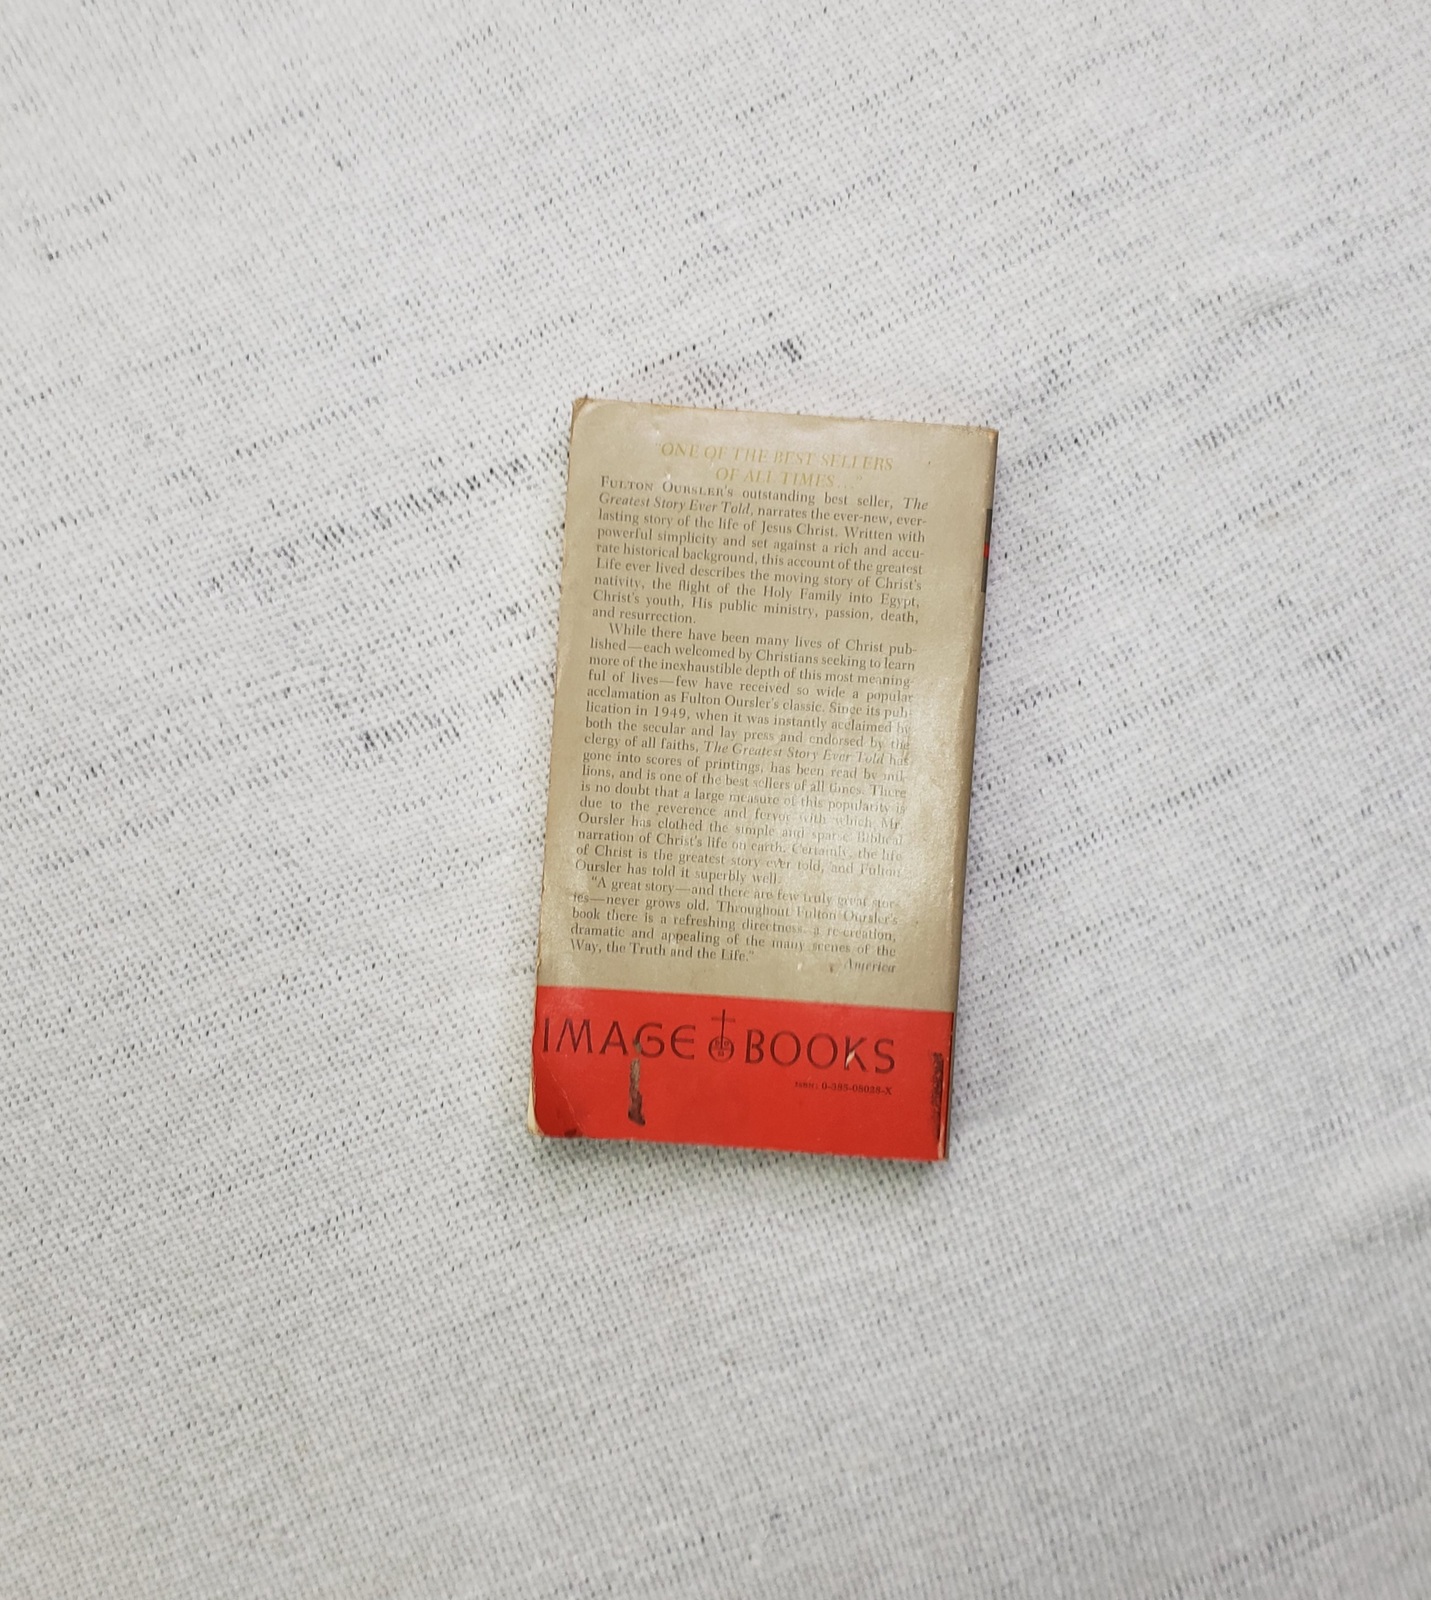 ONE OF THE BEST SELLERS
OF ALL TIMES..."
FULTON OURSLER'S outstanding best seller, The
Greatest Story Ever Told, narrates the ever-new, ever-
lasting story of the life of Jesus Christ. Written with
powerful simplicity and set against a rich and accu-
rate historical background, this account of the greatest
Life ever lived describes the moving story of Christ's
nativity, the flight of the Holy Family into Egypt,
Christ's youth, His public ministry, passion, death,
and resurrection.
While there have been many lives of Christ pub-
lished—each welcomed by Christians seeking to learn
more of the inexhaustible depth of this most meaning-
ful of lives—few have received so wide a popular
acclamation as Fulton Oursler's classic. Since its pub-
lication in 1949, when it was instantly acclaimed by
both the secular and lay press and endorsed by the
clergy of all faiths, The Greatest Story Ever Told has
gone into scores of printings, has been read by mil-
lions, and is one of the best sellers of all times. There
is no doubt that a large measure of this popularity is
due to the reverence and fervor with which Mr.
Oursler has clothed the simple and sparse Biblical
narration of Christ's life on earth. Certainly, the life
of Christ is the greatest story ever told, and Fulton
Oursler has told it superbly well.
"A great story—and there are few truly great stor-
ies—never grows old. Throughout Fulton Oursler's
book there is a refreshing directness, a re-creation,
dramatic and appealing of the many scenes of the
Way, the Truth and the Life."
America
IMAGE BOOKS
ISBN: 0-385-08028-X